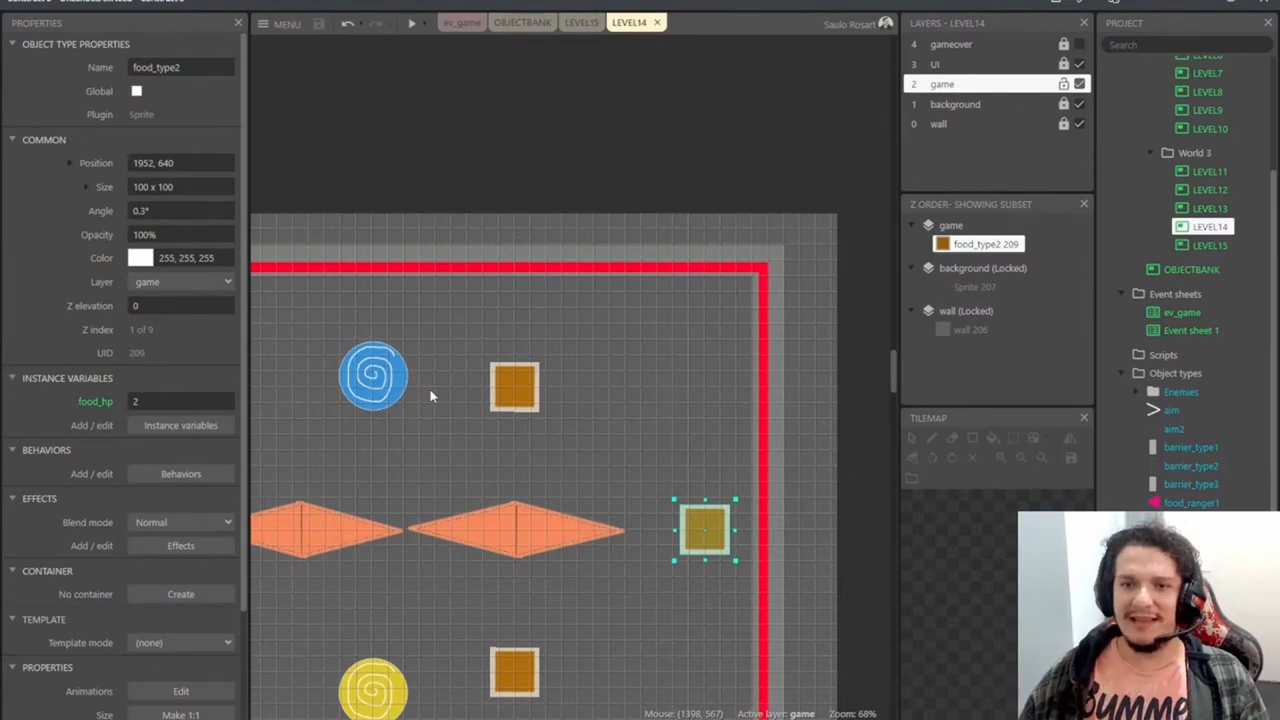 PROPERTIES
OBJECT TYPE PROPERTIES
Name food_type2
Global
Plugin Sprite
COMMON
Position 1952, 640
Size 100 x 100
Angle 0.3°
Opacity 100%
Color 255, 255, 255
Layer game
Z elevation 0
Z index 1 of 9
UID 209
INSTANCE VARIABLES
food_hp 2
Add / edit Instance variables
BEHAVIORS
Add / edit Behaviors
EFFECTS
Blend mode Normal
Add / edit Effects
CONTAINER
No container Create
TEMPLATE
Template mode (none)
PROPERTIES
Animations Edit
Size Make 1:1
MENU
ev_game
OBJECTBANK
LEVEL15
LEVEL14
Saulo Rosart
Mouse: (1398, 567) Active layer: game Zoom: 68%
LAYERS - LEVEL14
4 gameover
3 UI
2 game
1 background
0 wall
Z ORDER- SHOWING SUBSET
game
food_type2 209
background (Locked)
Sprite 207
wall (Locked)
wall 206
TILEMAP
PROJECT
Search
LEVEL7
LEVEL8
LEVEL9
LEVEL10
World 3
LEVEL11
LEVEL12
LEVEL13
LEVEL14
LEVEL15
OBJECTBANK
Event sheets
ev_game
Event sheet 1
Scripts
Object types
Enemies
aim
aim2
barrier_type1
barrier_type2
barrier_type3
food_ranger1